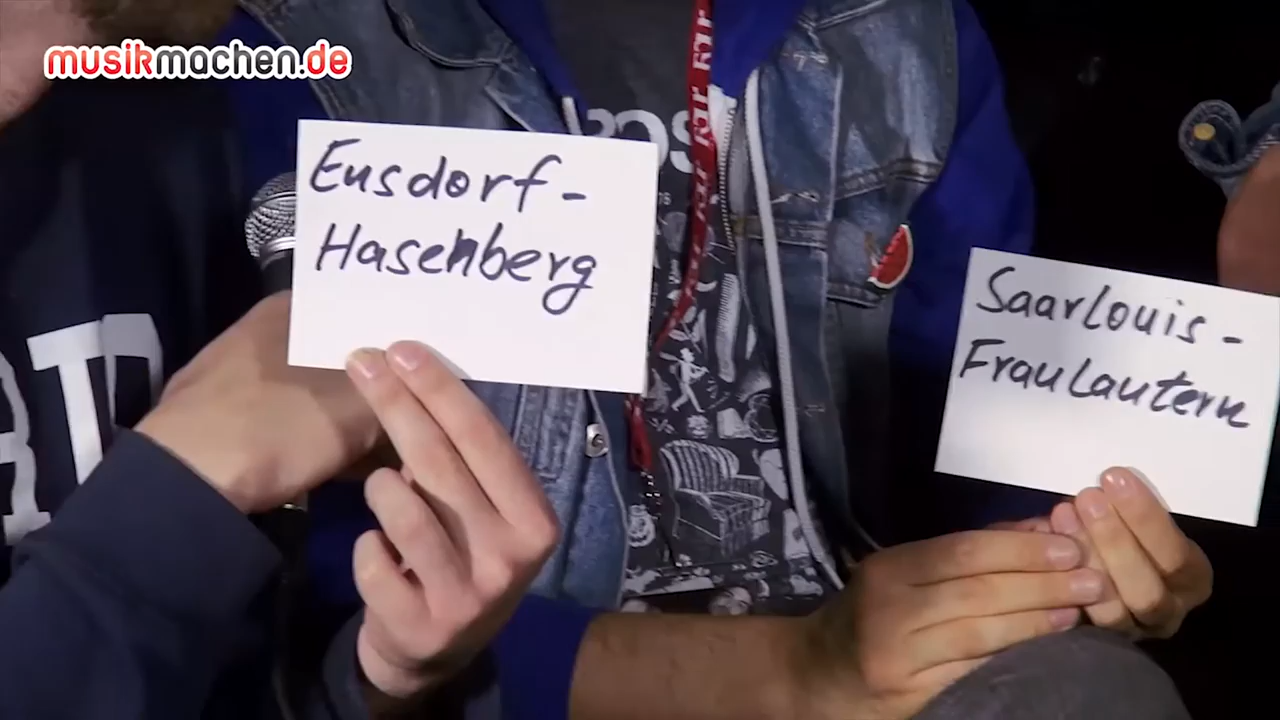 musikmachen.de
Ensdorf-
Hasenberg
Saarlouis-
Fraulautern